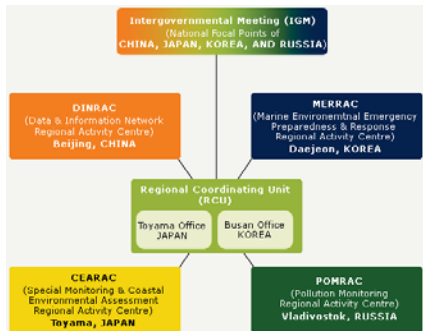 Intergovernmental Meeting (IGM)
(National Focal Points of
CHINA, JAPAN, KOREA, AND RUSSIA)
DINRAC
(Data & Information Network
Regional Activity Centre)
Beijing, CHINA
MERRAC
(Marine Environemtnal Emergency
Preparedness & Response
Regional Activity Centre)
Daejeon, KOREA
Regional Coordinating Unit
(RCU)
Toyama Office
JAPAN
Busan Office
KOREA
CEARAC
(Special Monitoring & Coastal
Environmental Assessment
Regional Activity Centre)
Toyama, JAPAN
POMRAC
(Pollution Monitoring
Regional Activity Centre)
Vladivostok, RUSSIA